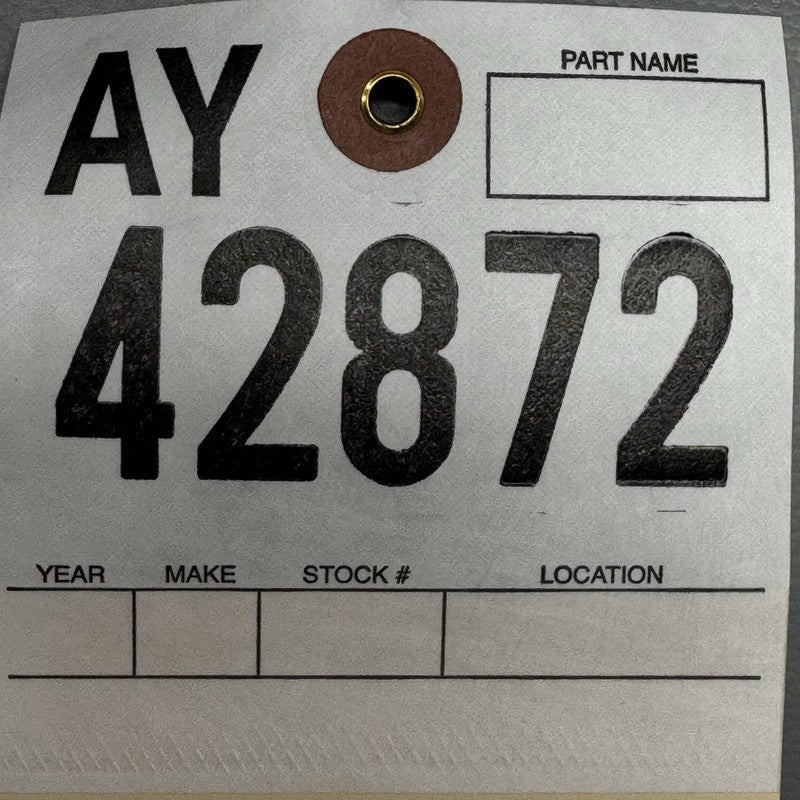 AY
PART NAME
42872
YEAR MAKE STOCK # LOCATION